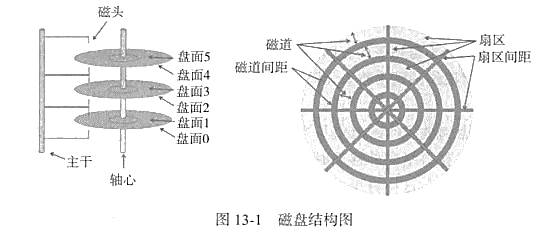 磁头
盘面5
盘面4
盘面3
盘面2
盘面1
盘面0
主干
轴心
磁道
磁道间距
扇区
扇区间距
图 13-1 磁盘结构图